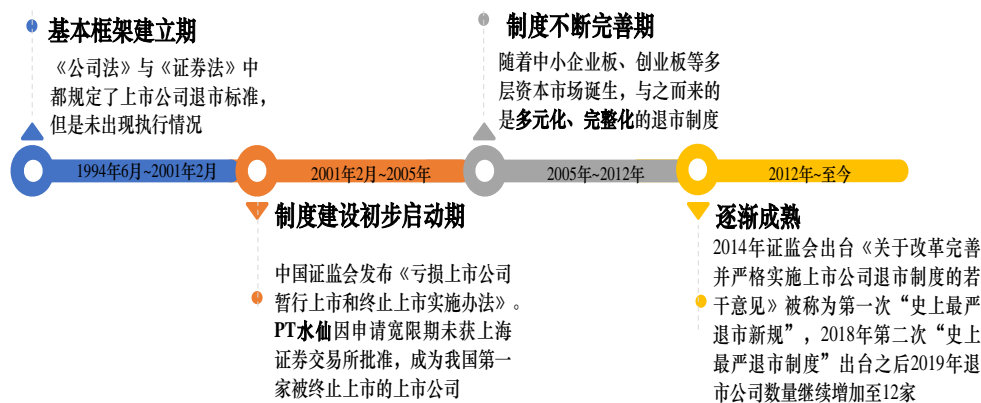 基本框架建立期
《公司法》与《证券法》中
都规定了上市公司退市标准，
但是未出现执行情况
制度不断完善期
随着中小企业板、创业板等多
层资本市场诞生，与之而来的
是多元化、完整化的退市制度
1994年6月~2001年2月
2001年2月~2005年
2005年~2012年
2012年~至今
制度建设初步启动期
中国证监会发布《亏损上市公司
暂行上市和终止上市实施办法》。
PT水仙因申请宽限期未获上海
证券交易所批准，成为我国第一
家被终止上市的上市公司
逐渐成熟
2014年证监会出台《关于改革完善
并严格实施上市公司退市制度的若
干意见》被称为第一次“史上最严
退市新规”，2018年第二次“史上
最严退市制度”出台之后2019年退
市公司数量继续增加至12家